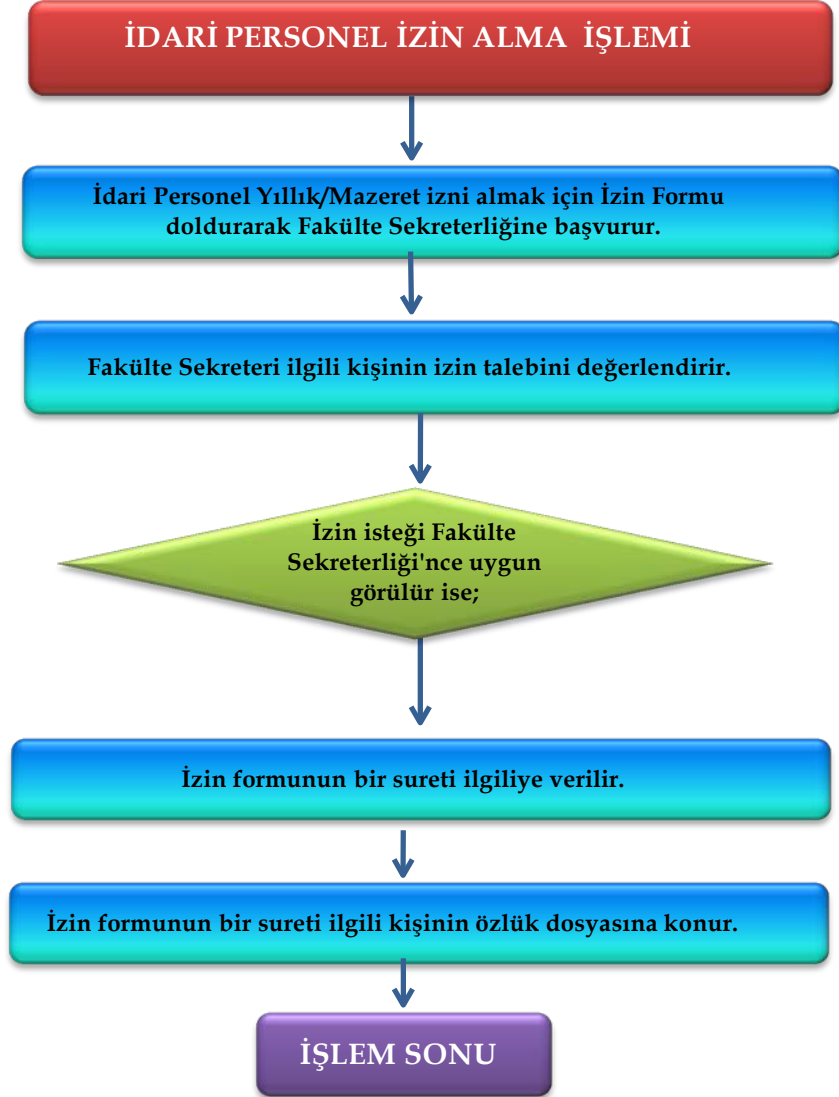 İDARİ PERSONEL İZİN ALMA İŞLEMİ
İdari Personel Yıllık/Mazeret izni almak için İzin Formu
doldurarak Fakülte Sekreterliğine başvurur.
Fakülte Sekreteri ilgili kişinin izin talebini değerlendirir.
İzin isteği Fakülte
Sekreterliği'nce uygun
görülür ise;
İzin formunun bir sureti ilgiliye verilir.
İzin formunun bir sureti ilgili kişinin özlük dosyasına konur.
İŞLEM SONU